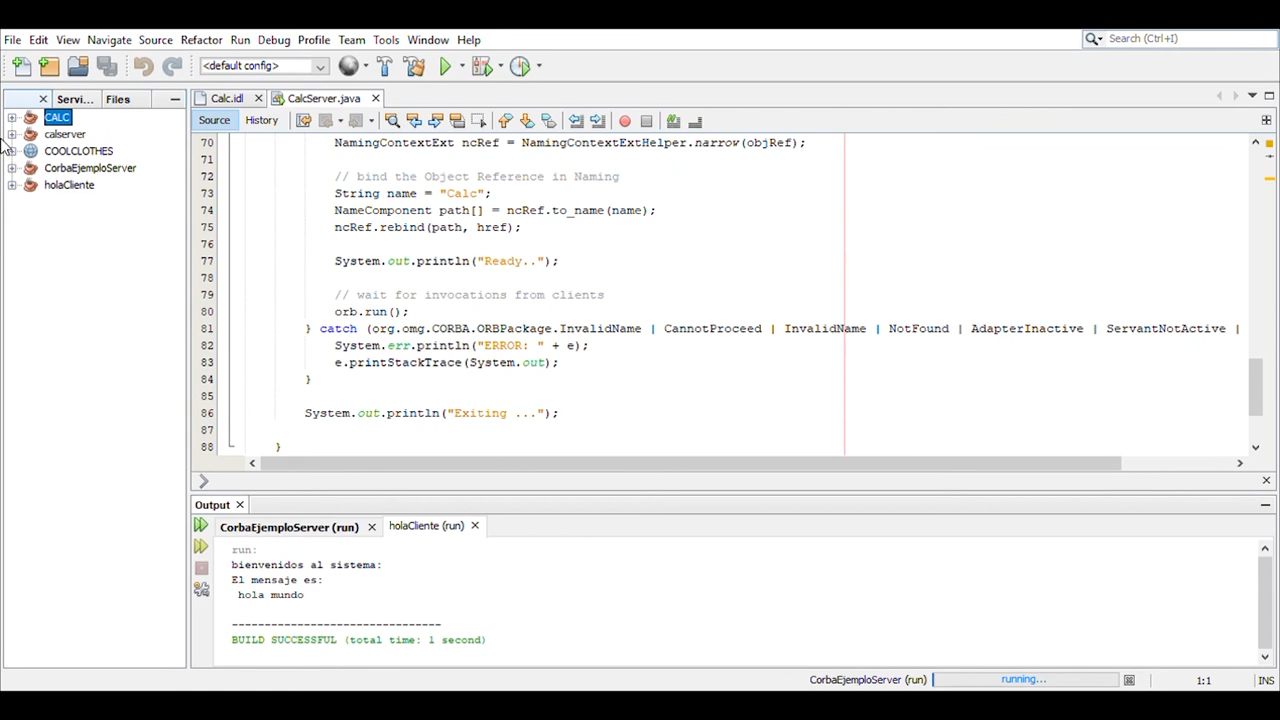 File Edit View Navigate Source Refactor Run Debug Profile Team Tools Window Help
Search (Ctrl+I)
<default config>
Servi... Files
Calc.idl CalcServer.java
CALC
calserver
COOLCLOTHES
CorbaEjemploServer
holaCliente
Source History
70 NamingContextExt ncRef = NamingContextExtHelper.narrow(objRef);
71
72 // bind the Object Reference in Naming
73 String name = "Calc";
74 NameComponent path[] = ncRef.to_name(name);
75 ncRef.rebind(path, href);
76
77 System.out.println("Ready..");
78
79 // wait for invocations from clients
80 orb.run();
81 } catch (org.omg.CORBA.ORBPackage.InvalidName | CannotProceed | InvalidName | NotFound | AdapterInactive | ServantNotActive |
82 System.err.println("ERROR: " + e);
83 e.printStackTrace(System.out);
84 }
85
86 System.out.println("Exiting ...");
87
88 }
Output
CorbaEjemploServer (run) holaCliente (run)
run:
bienvenidos al sistema:
El mensaje es:
hola mundo
--------------------------------
BUILD SUCCESSFUL (total time: 1 second)
CorbaEjemploServer (run) running... 1:1 INS